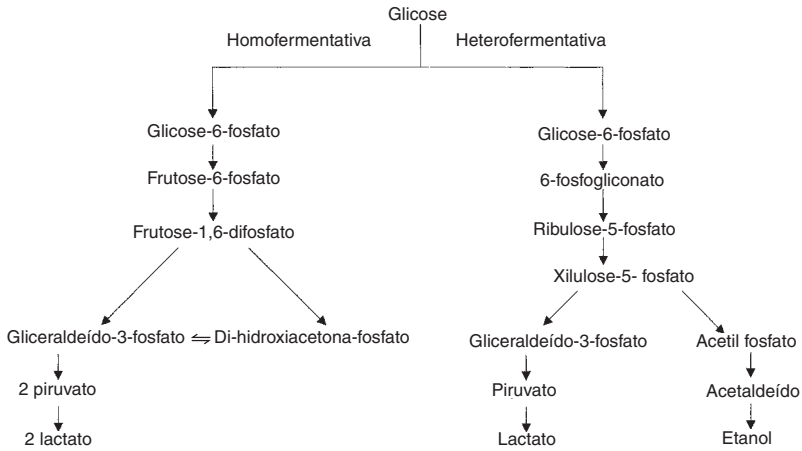 Glicose
Homofermentativa
Heterofermentativa
Glicose-6-fosfato
Frutose-6-fosfato
Frutose-1,6-difosfato
Gliceraldeído-3-fosfato ⇋ Di-hidroxiacetona-fosfato
2 piruvato
2 lactato
Glicose-6-fosfato
6-fosfogliconato
Ribulose-5-fosfato
Xilulose-5- fosfato
Gliceraldeído-3-fosfato
Acetil fosfato
Piruvato
Acetaldeído
Lactato
Etanol